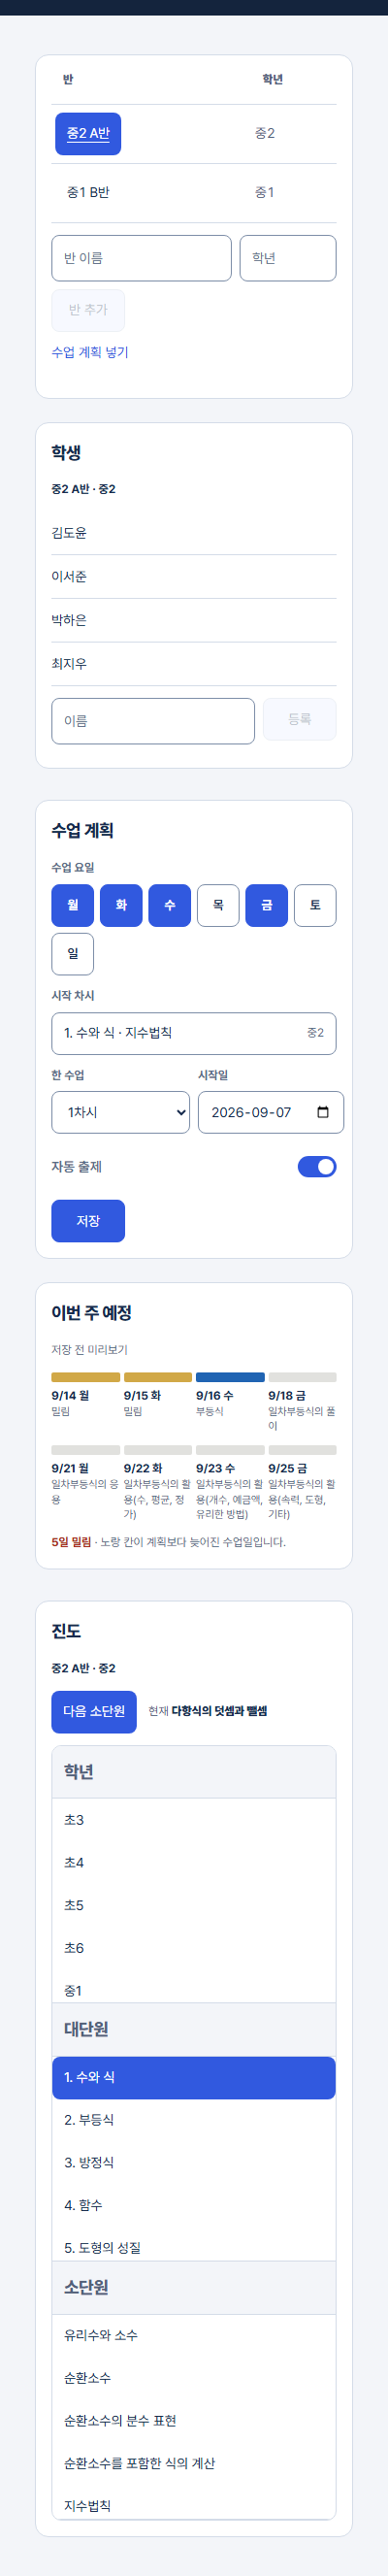 반 학년
중2 A반 중2
중1 B반 중1
반 이름 학년
반 추가
수업 계획 넣기
학생
중2 A반 · 중2
김도윤
이서준
박하은
최지우
이름 등록
수업 계획
수업 요일
월 화 수 목 금 토
일
시작 차시
1. 수와 식 · 지수법칙 중2
한 수업 시작일
1차시 2026-09-07
자동 출제
저장
이번 주 예정
저장 전 미리보기
9/14 월 9/15 화 9/16 수 9/18 금
밀림 밀림 부등식 일차부등식의 풀
이
9/21 월 9/22 화 9/23 수 9/25 금
일차부등식의 응 일차부등식의 활 일차부등식의 활 일차부등식의 활
용 용(수, 평균, 정 용(개수, 예금액, 용(속력, 도형,
가) 유리한 방법) 기타)
5일 밀림 · 노랑 칸이 계획보다 늦어진 수업일입니다.
진도
중2 A반 · 중2
다음 소단원 현재 다항식의 덧셈과 뺄셈
학년
초3
초4
초5
초6
중1
대단원
1. 수와 식
2. 부등식
3. 방정식
4. 함수
5. 도형의 성질
소단원
유리수와 소수
순환소수
순환소수의 분수 표현
순환소수를 포함한 식의 계산
지수법칙